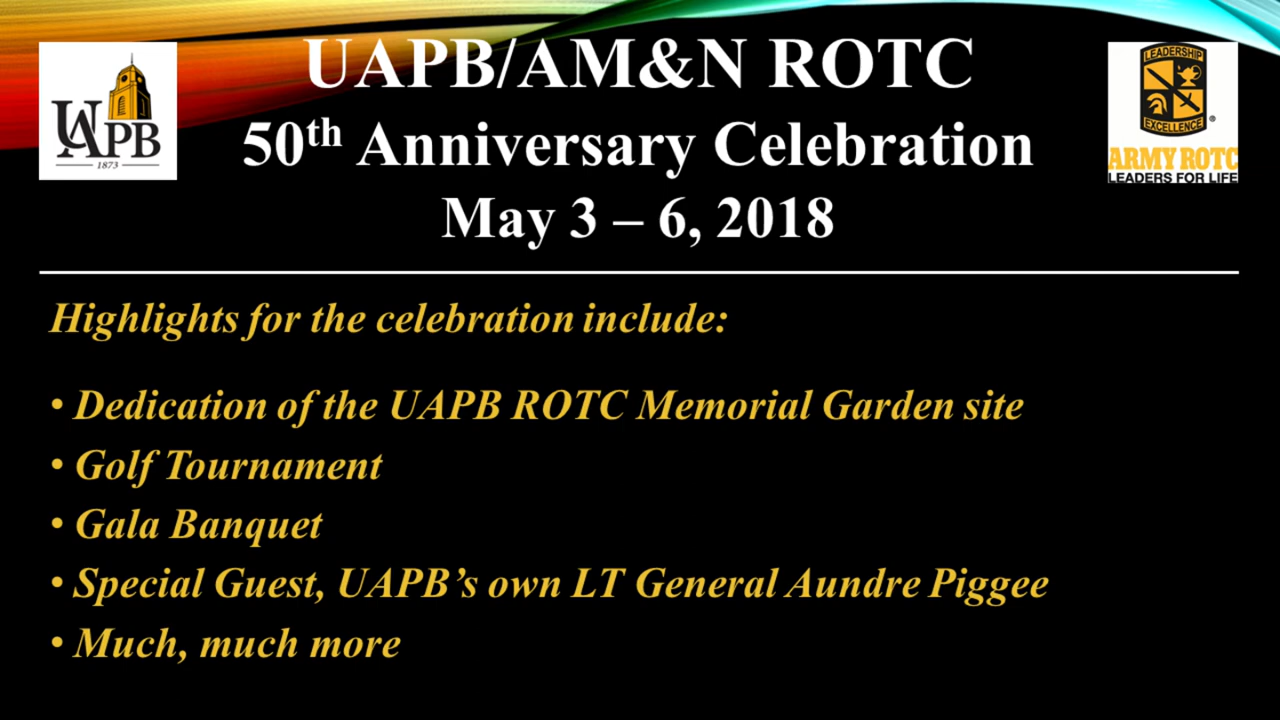 UAPB/AM&N ROTC
50th Anniversary Celebration
May 3 – 6, 2018
UAPB
1873
LEADERSHIP
EXCELLENCE
®
ARMY ROTC
LEADERS FOR LIFE
Highlights for the celebration include:
• Dedication of the UAPB ROTC Memorial Garden site
• Golf Tournament
• Gala Banquet
• Special Guest, UAPB’s own LT General Aundre Piggee
• Much, much more